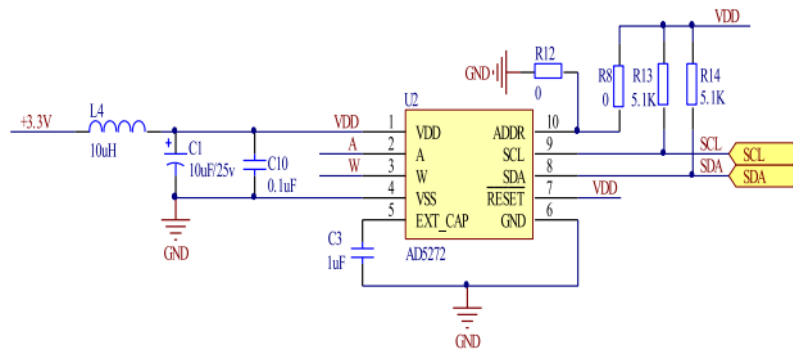 VDD
R12
GND
0
R8
0
R13
5.1K
R14
5.1K
L4
+3.3V
10uH
U2
VDD
1
VDD
ADDR
10
A
2
A
SCL
9
SCL
SCL
W
3
W
SDA
8
SDA
SDA
4
VSS
RESET
7
VDD
5
EXT_CAP
GND
6
C1
10uF/25v
C10
0.1uF
GND
C3
1uF
AD5272
GND